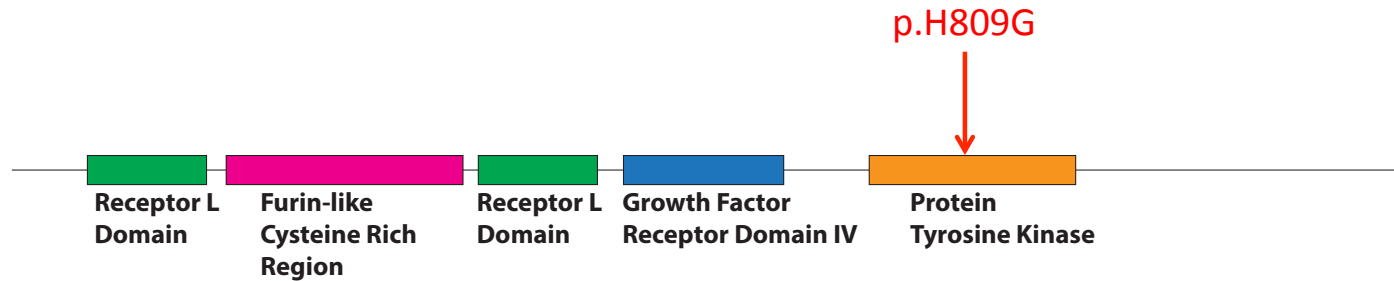 p.H809G
Receptor L
Domain
Furin-like
Cysteine Rich
Region
Receptor L
Domain
Growth Factor
Receptor Domain IV
Protein
Tyrosine Kinase